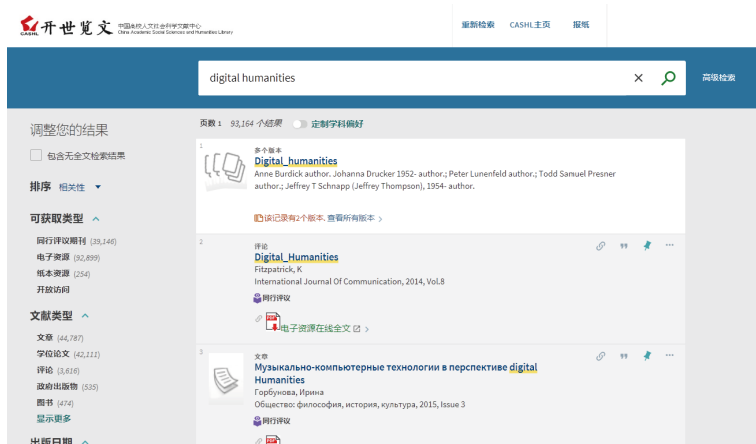 CASHL
开世览文
中国高校人文社会科学文献中心
China Academic Social Sciences and Humanities Library
重新检索 CASHL主页 报纸
digital humanities
高级检索
调整您的结果
包含无全文检索结果
排序 相关性
可获取类型
同行评议期刊 (39,146)
电子资源 (92,899)
纸本资源 (254)
开放访问
文献类型
文章 (44,787)
学位论文 (42,111)
评论 (3,616)
政府出版物 (535)
图书 (474)
显示更多
出版日期
页数 1 93,164 个结果 定制学科偏好
1
多个版本
Digital_humanities
Anne Burdick author. Johanna Drucker 1952- author.; Peter Lunenfeld author.; Todd Samuel Presner
author.; Jeffrey T Schnapp (Jeffrey Thompson), 1954- author.
该记录有2个版本. 查看所有版本 >
2
评论
Digital_Humanities
Fitzpatrick, K
International Journal Of Communication, 2014, Vol.8
同行评议
PDF
电子资源在线全文 >
3
文章
Музыкально-компьютерные технологии в перспективе digital
Humanities
Горбунова, Ирина
Общество: философия, история, культура, 2015, Issue 3
同行评议
PDF